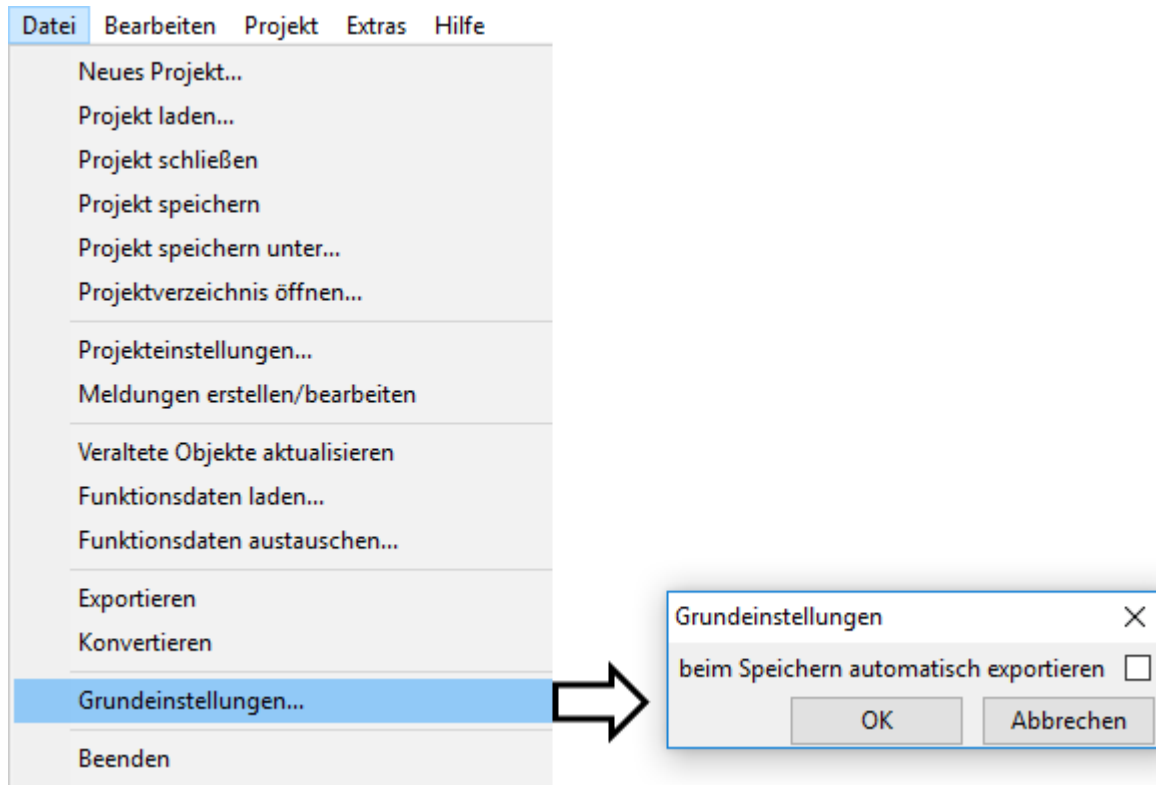 Datei Bearbeiten Projekt Extras Hilfe
Neues Projekt...
Projekt laden...
Projekt schließen
Projekt speichern
Projekt speichern unter...
Projektverzeichnis öffnen...
Projekteinstellungen...
Meldungen erstellen/bearbeiten
Veraltete Objekte aktualisieren
Funktionsdaten laden...
Funktionsdaten austauschen...
Exportieren
Konvertieren
Grundeinstellungen...
Beenden
Grundeinstellungen
beim Speichern automatisch exportieren
OK Abbrechen